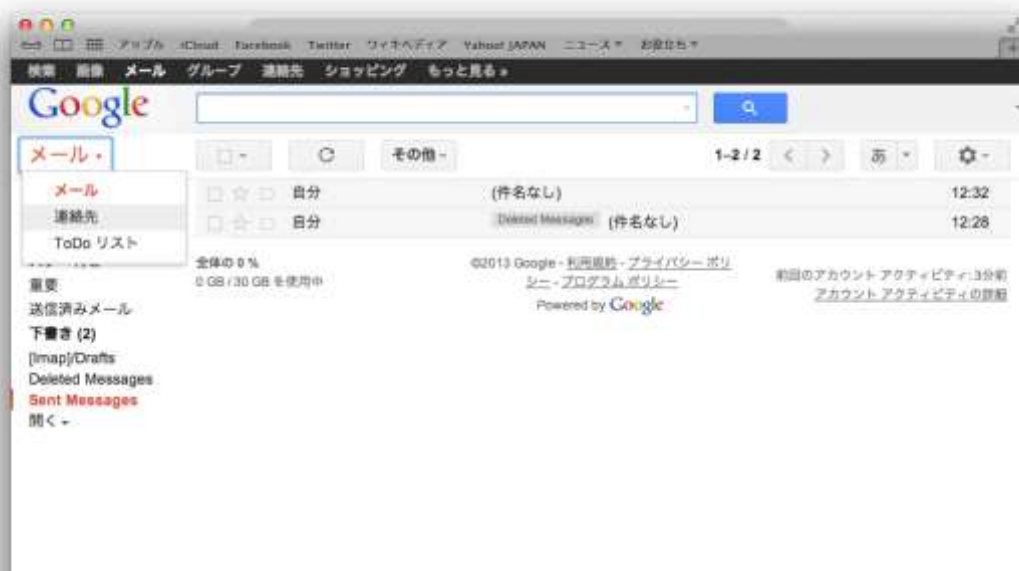 アップル iCloud Facebook Twitter ウィキペディア Yahoo! JAPAN ニュース お役立ち
検索 画像 メール グループ 連絡先 ショッピング もっと見る »
Google
メール
その他
1–2 / 2
あ
メール
連絡先
ToDo リスト
自分 (件名なし) 12:32
自分 Deleted Messages (件名なし) 12:28
重要
送信済みメール
下書き (2)
[Imap]/Drafts
Deleted Messages
Sent Messages
開く
全体の 0 %
0 GB / 30 GB を使用中
©2013 Google - 利用規約 - プライバシー ポリ
シー - プログラム ポリシー
Powered by Google
前回のアカウント アクティビティ: 3分前
アカウント アクティビティの詳細